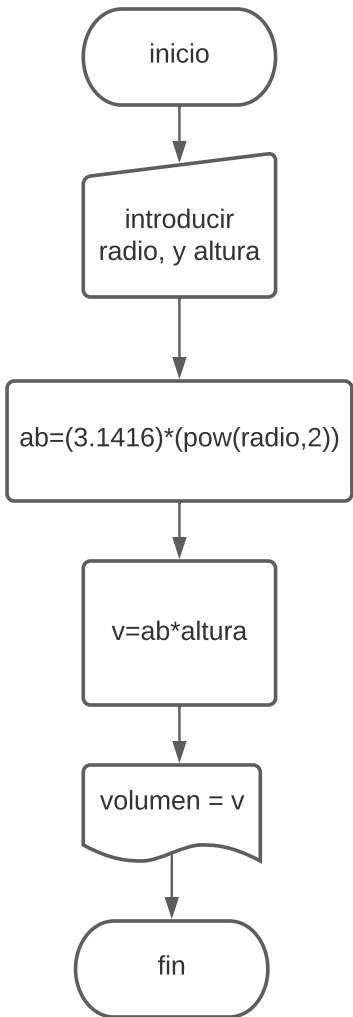 inicio
introducir
radio, y altura
ab=(3.1416)*(pow(radio,2))
v=ab*altura
volumen = v
fin